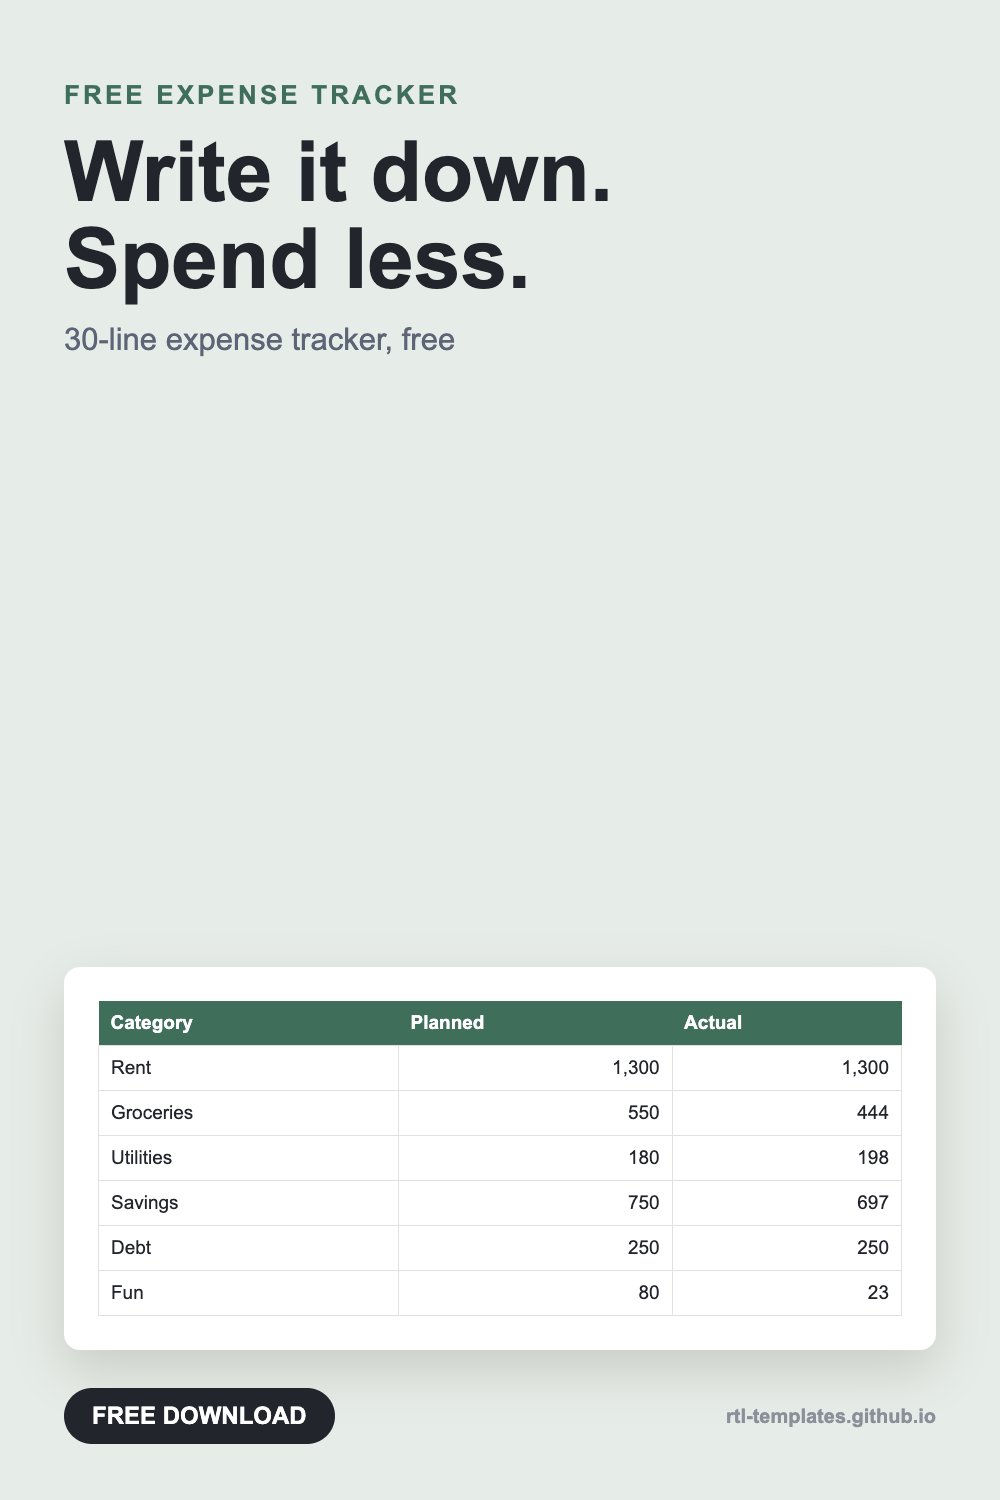 FREE EXPENSE TRACKER
Write it down.
Spend less.
30-line expense tracker, free
Category Planned Actual
Rent 1,300 1,300
Groceries 550 444
Utilities 180 198
Savings 750 697
Debt 250 250
Fun 80 23
FREE DOWNLOAD rtl-templates.github.io